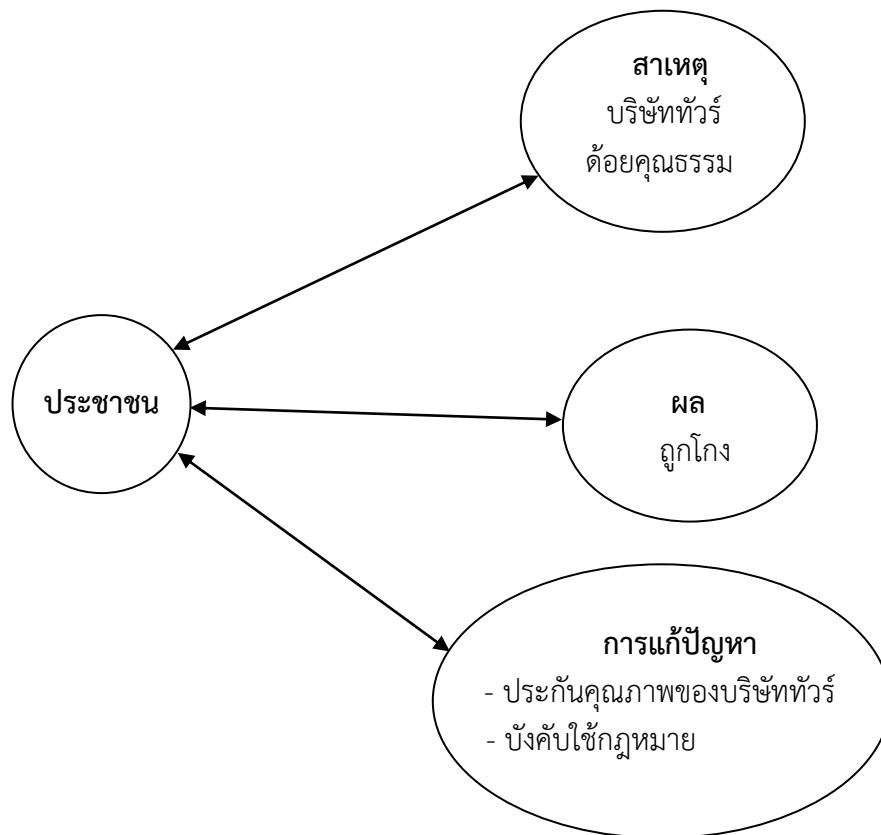 สาเหตุ
บริษัททัวร์
ด้อยคุณธรรม
ประชาชน
ผล
ถูกโกง
การแก้ปัญหา
- ประกันคุณภาพของบริษัททัวร์
- บังคับใช้กฎหมาย